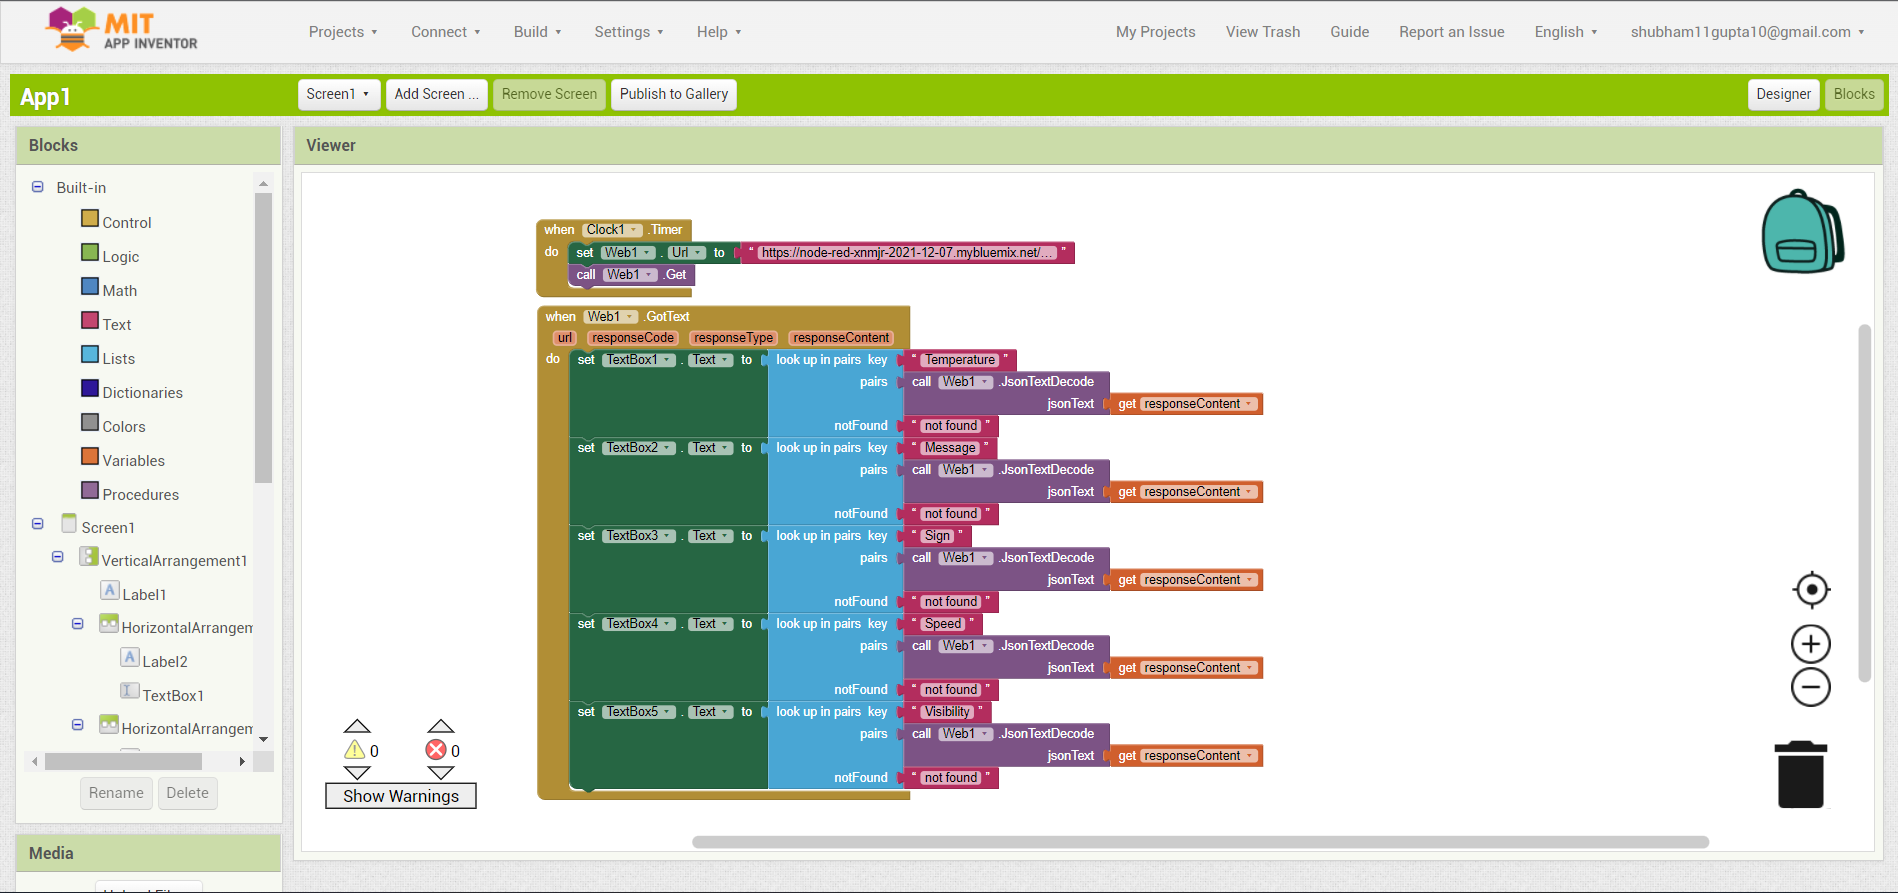 MIT
APP INVENTOR
Projects
Connect
Build
Settings
Help
My Projects
View Trash
Guide
Report an Issue
English
shubham11gupta10@gmail.com
App1
Screen1
Add Screen ...
Remove Screen
Publish to Gallery
Designer
Blocks
Blocks
Built-in
Control
Logic
Math
Text
Lists
Dictionaries
Colors
Variables
Procedures
Screen1
VerticalArrangement1
Label1
HorizontalArrangem
Label2
TextBox1
HorizontalArrangem
Rename
Delete
Media
Viewer
when Clock1 .Timer
do set Web1 . Url to " https://node-red-xnmjr-2021-12-07.mybluemix.net/... "
call Web1 .Get
when Web1 .GotText
url responseCode responseType responseContent
do set TextBox1 . Text to look up in pairs key " Temperature "
pairs call Web1 .JsonTextDecode
jsonText get responseContent
notFound " not found "
set TextBox2 . Text to look up in pairs key " Message "
pairs call Web1 .JsonTextDecode
jsonText get responseContent
notFound " not found "
set TextBox3 . Text to look up in pairs key " Sign "
pairs call Web1 .JsonTextDecode
jsonText get responseContent
notFound " not found "
set TextBox4 . Text to look up in pairs key " Speed "
pairs call Web1 .JsonTextDecode
jsonText get responseContent
notFound " not found "
set TextBox5 . Text to look up in pairs key " Visibility "
pairs call Web1 .JsonTextDecode
jsonText get responseContent
notFound " not found "
0
0
Show Warnings